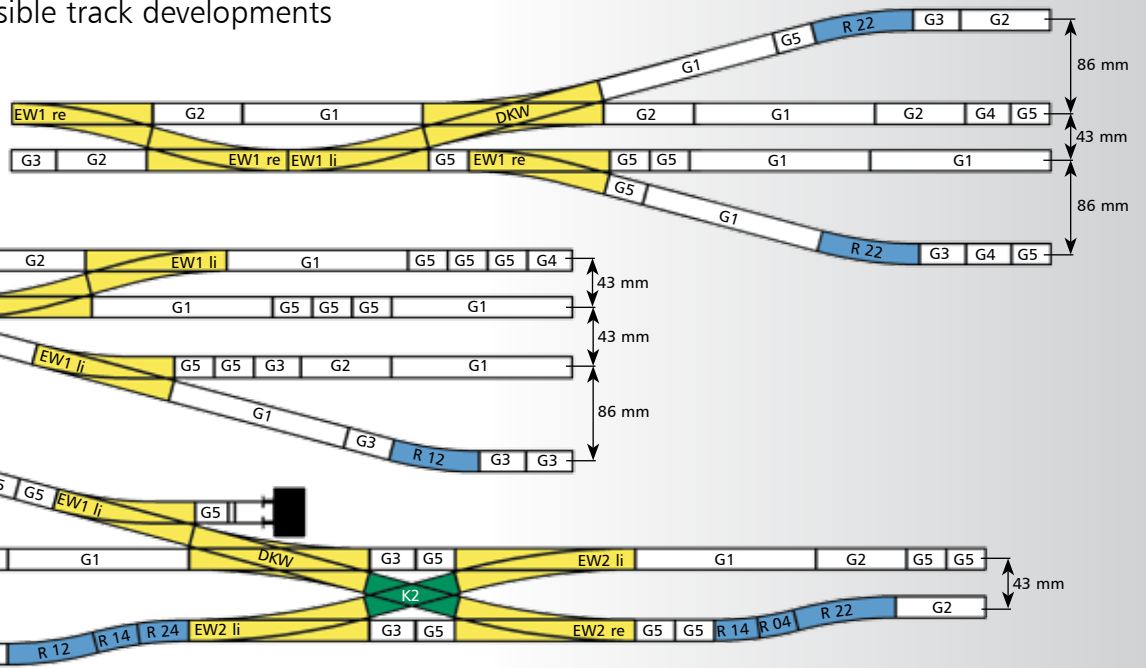 sible track developments
R 22 G3 G2
G1 G5
86 mm
EW1 re G2 G1 DKW G2 G1 G2 G4 G5
43 mm
G3 G2 EW1 re EW1 li G5 EW1 re G5 G5 G1 G1
G5 G1
86 mm
R 22 G3 G4 G5
G2 EW1 li G1 G5 G5 G5 G4
43 mm
G1 G5 G5 G5 G1
43 mm
EW1 li G5 G5 G3 G2 G1
G1
86 mm
G3 R 12 G3 G3
5 G5 EW1 li G5
G1 DKW G3 G5 EW2 li G1 G2 G5 G5
43 mm
K2
R 22 G2
R 12 R 14 R 24 EW2 li G3 G5 EW2 re G5 G5 R 14 R 04